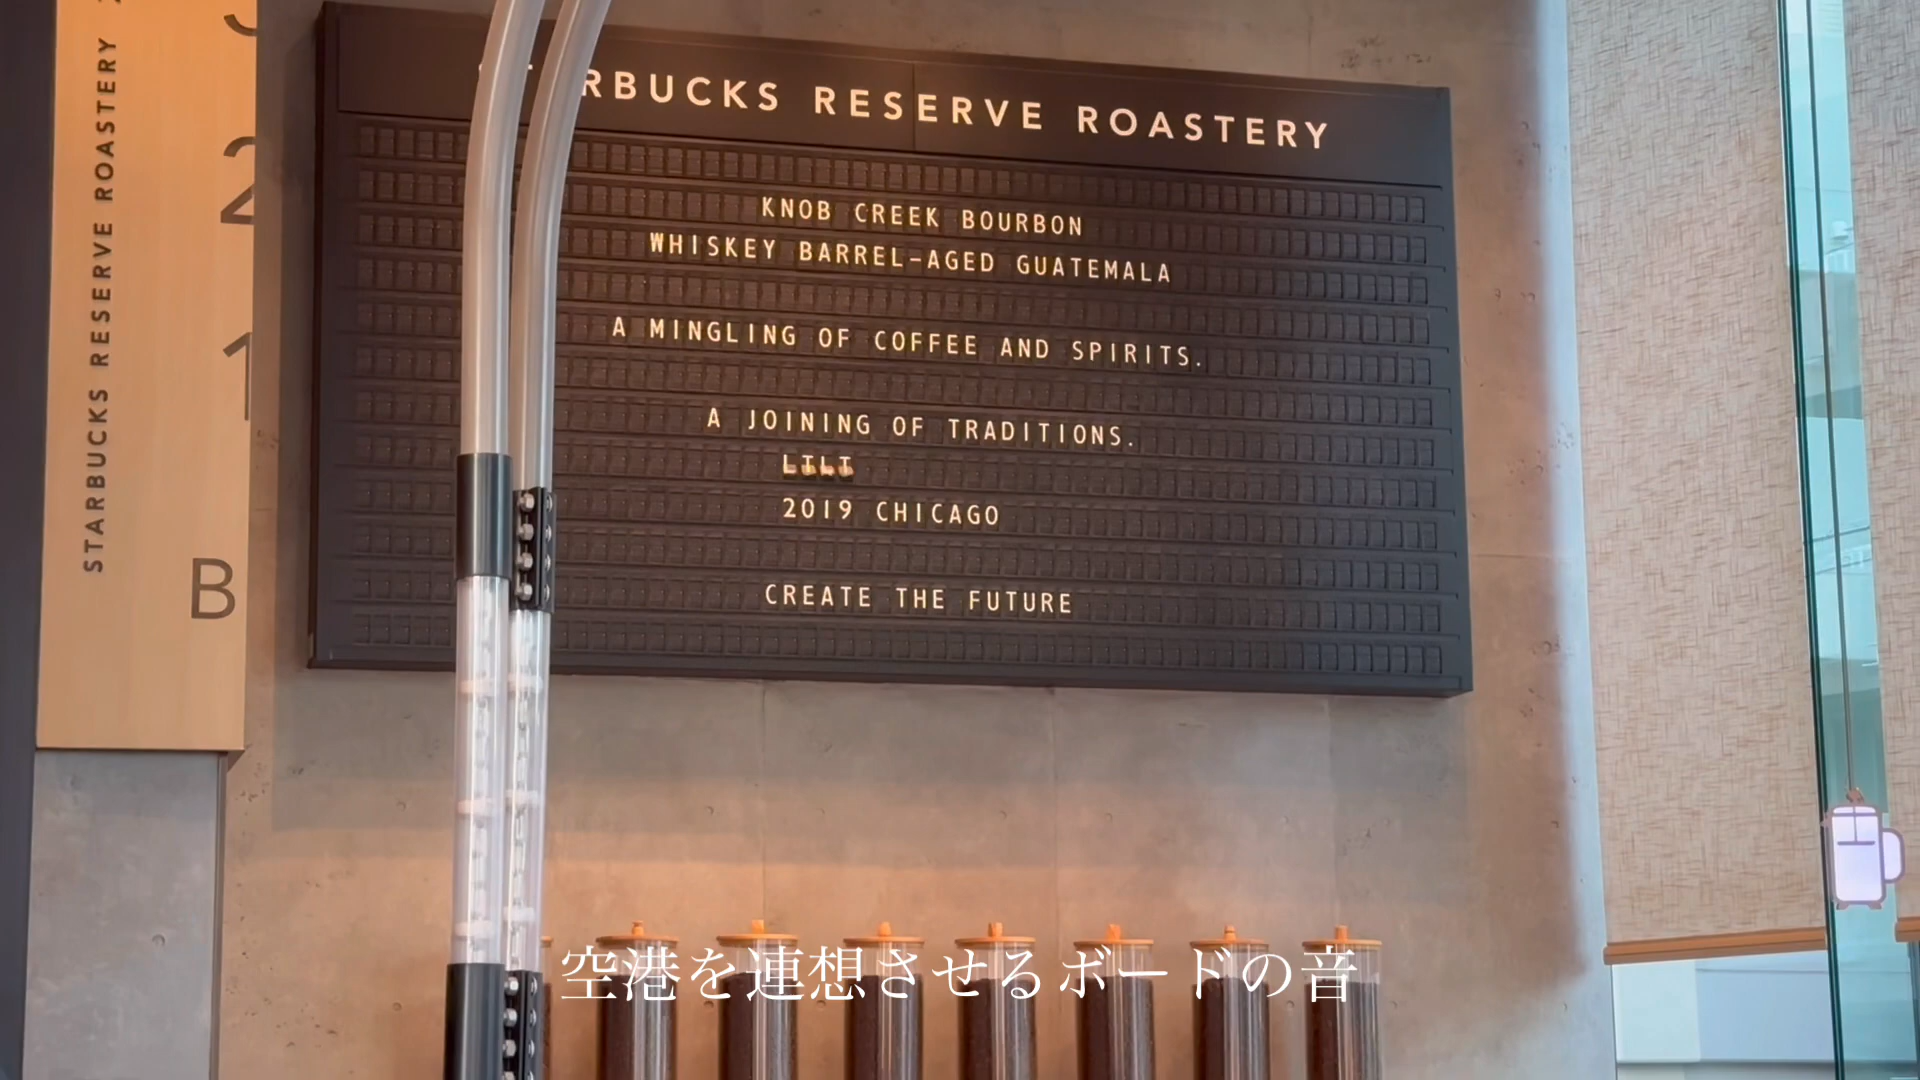 STARBUCKS RESERVE ROASTERY
2
1
B
RBUCKS RESERVE ROASTERY
KNOB CREEK BOURBON
WHISKEY BARREL-AGED GUATEMALA
A MINGLING OF COFFEE AND SPIRITS.
A JOINING OF TRADITIONS.
2019 CHICAGO
CREATE THE FUTURE
空港を連想させるボードの音